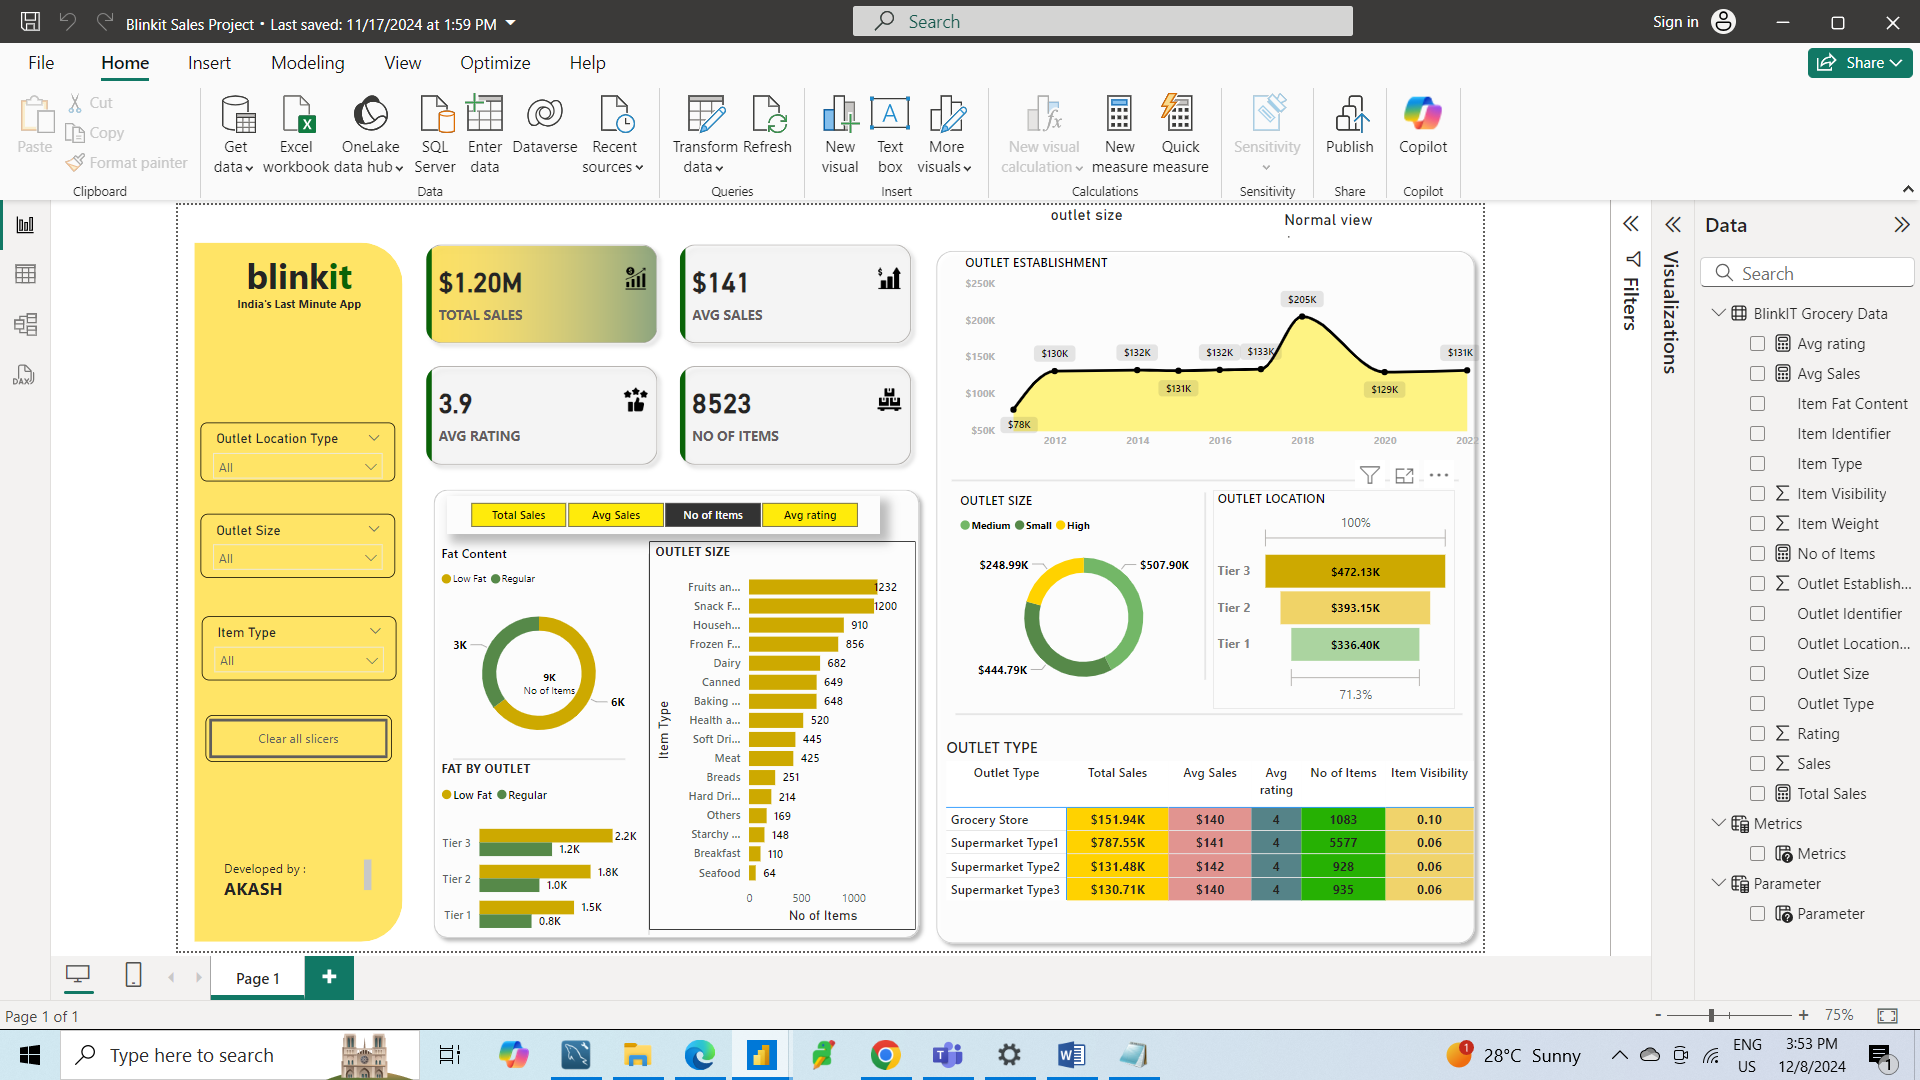 Blinkit Sales Project • Last saved: 11/17/2024 at 1:59 PM
Search
Sign in
File
Home
Insert
Modeling
View
Optimize
Help
Share
Paste
Cut
Copy
Format painter
Clipboard
Get data
Excel workbook
OneLake data hub
SQL Server
Enter data
Dataverse
Recent sources
Data
Transform data
Refresh
Queries
New visual
Text box
More visuals
Insert
New visual calculation
New measure
Quick measure
Calculations
Sensitivity
Sensitivity
Publish
Share
Copilot
Copilot
outlet size
Normal view
blinkit
India's Last Minute App
Outlet Location Type
All
Outlet Size
All
Item Type
All
Clear all slicers
Developed by :
AKASH
$1.20M
TOTAL SALES
$141
AVG SALES
3.9
AVG RATING
8523
NO OF ITEMS
Total Sales
Avg Sales
No of Items
Avg rating
Fat Content
Low Fat
Regular
3K
9K
No of Items
6K
FAT BY OUTLET
Low Fat
Regular
Tier 3
2.2K
1.2K
Tier 2
1.8K
1.0K
Tier 1
1.5K
0.8K
OUTLET SIZE
Item Type
Fruits an... 1232
Snack F... 1200
Househ... 910
Frozen F... 856
Dairy 682
Canned 649
Baking ... 648
Health a... 520
Soft Dri... 445
Meat 425
Breads 251
Hard Dri... 214
Others 169
Starchy ... 148
Breakfast 110
Seafood 64
0 500 1000
No of Items
OUTLET ESTABLISHMENT
$250K
$200K
$150K
$100K
$50K
$78K
$130K
$132K
$131K
$132K
$133K
$205K
$129K
$131K
2012 2014 2016 2018 2020 2022
OUTLET SIZE
Medium Small High
$248.99K
$507.90K
$444.79K
OUTLET LOCATION
100%
Tier 3 $472.13K
Tier 2 $393.15K
Tier 1 $336.40K
71.3%
OUTLET TYPE
Outlet Type Total Sales Avg Sales Avg rating No of Items Item Visibility
Grocery Store $151.94K $140 4 1083 0.10
Supermarket Type1 $787.55K $141 4 5577 0.06
Supermarket Type2 $131.48K $142 4 928 0.06
Supermarket Type3 $130.71K $140 4 935 0.06
Filters
Visualizations
Data
Search
BlinkIT Grocery Data
Avg rating
Avg Sales
Item Fat Content
Item Identifier
Item Type
Item Visibility
Item Weight
No of Items
Outlet Establish...
Outlet Identifier
Outlet Location...
Outlet Size
Outlet Type
Rating
Sales
Total Sales
Metrics
Metrics
Parameter
Parameter
Page 1
Page 1 of 1
- + 75%
Type here to search
1
28°C Sunny
ENG
US
3:53 PM
12/8/2024
1